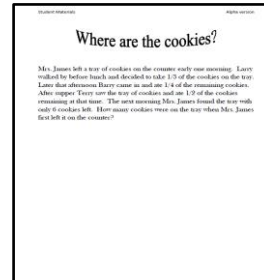 Student Materials Alpha version
Where are the cookies?
Mrs. James left a tray of cookies on the counter early one morning. Larry
walked by before lunch and decided to take 1/3 of the cookies on the tray.
Later that afternoon Barry came in and ate 1/4 of the remaining cookies.
After supper Terry saw the tray of cookies and ate 1/2 of the cookies
remaining at that time. The next morning Mrs. James found the tray with
only 6 cookies left. How many cookies were on the tray when Mrs. James
first left it on the counter?